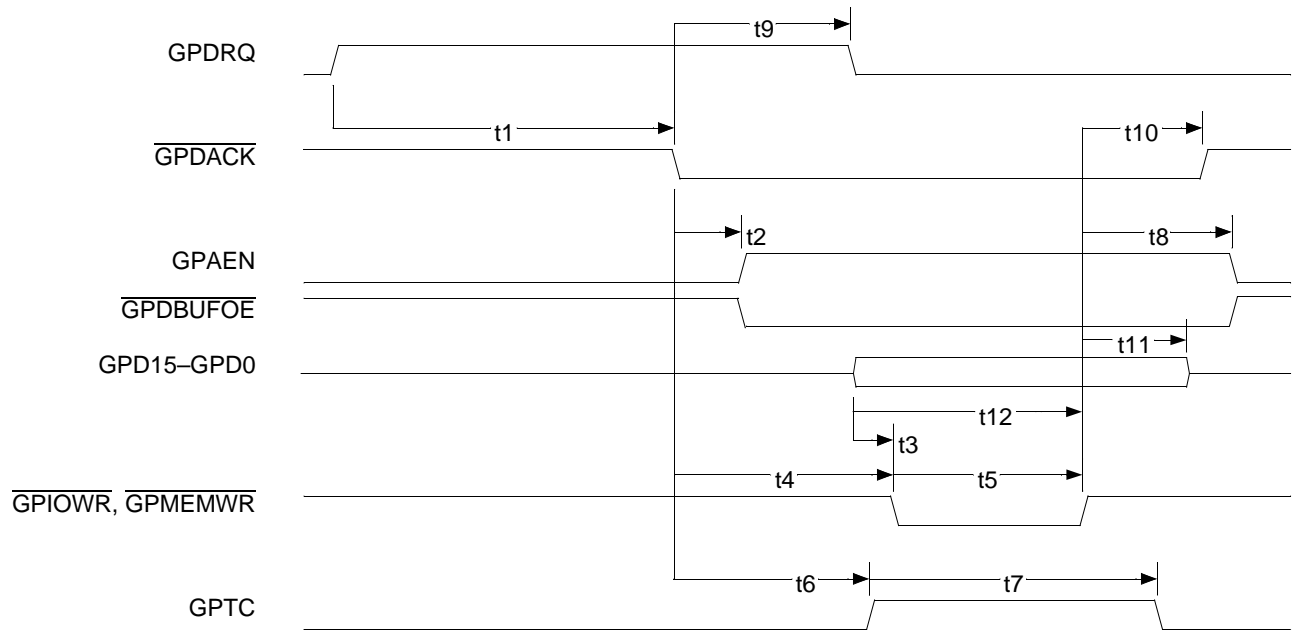 t9
GPDRQ
t1
t10
GPDACK
t2
t8
GPAEN
GPDBUFOE
t11
GPD15–GPD0
t12
t3
t4
t5
GPIOWR, GPMEMWR
t6
t7
GPTC